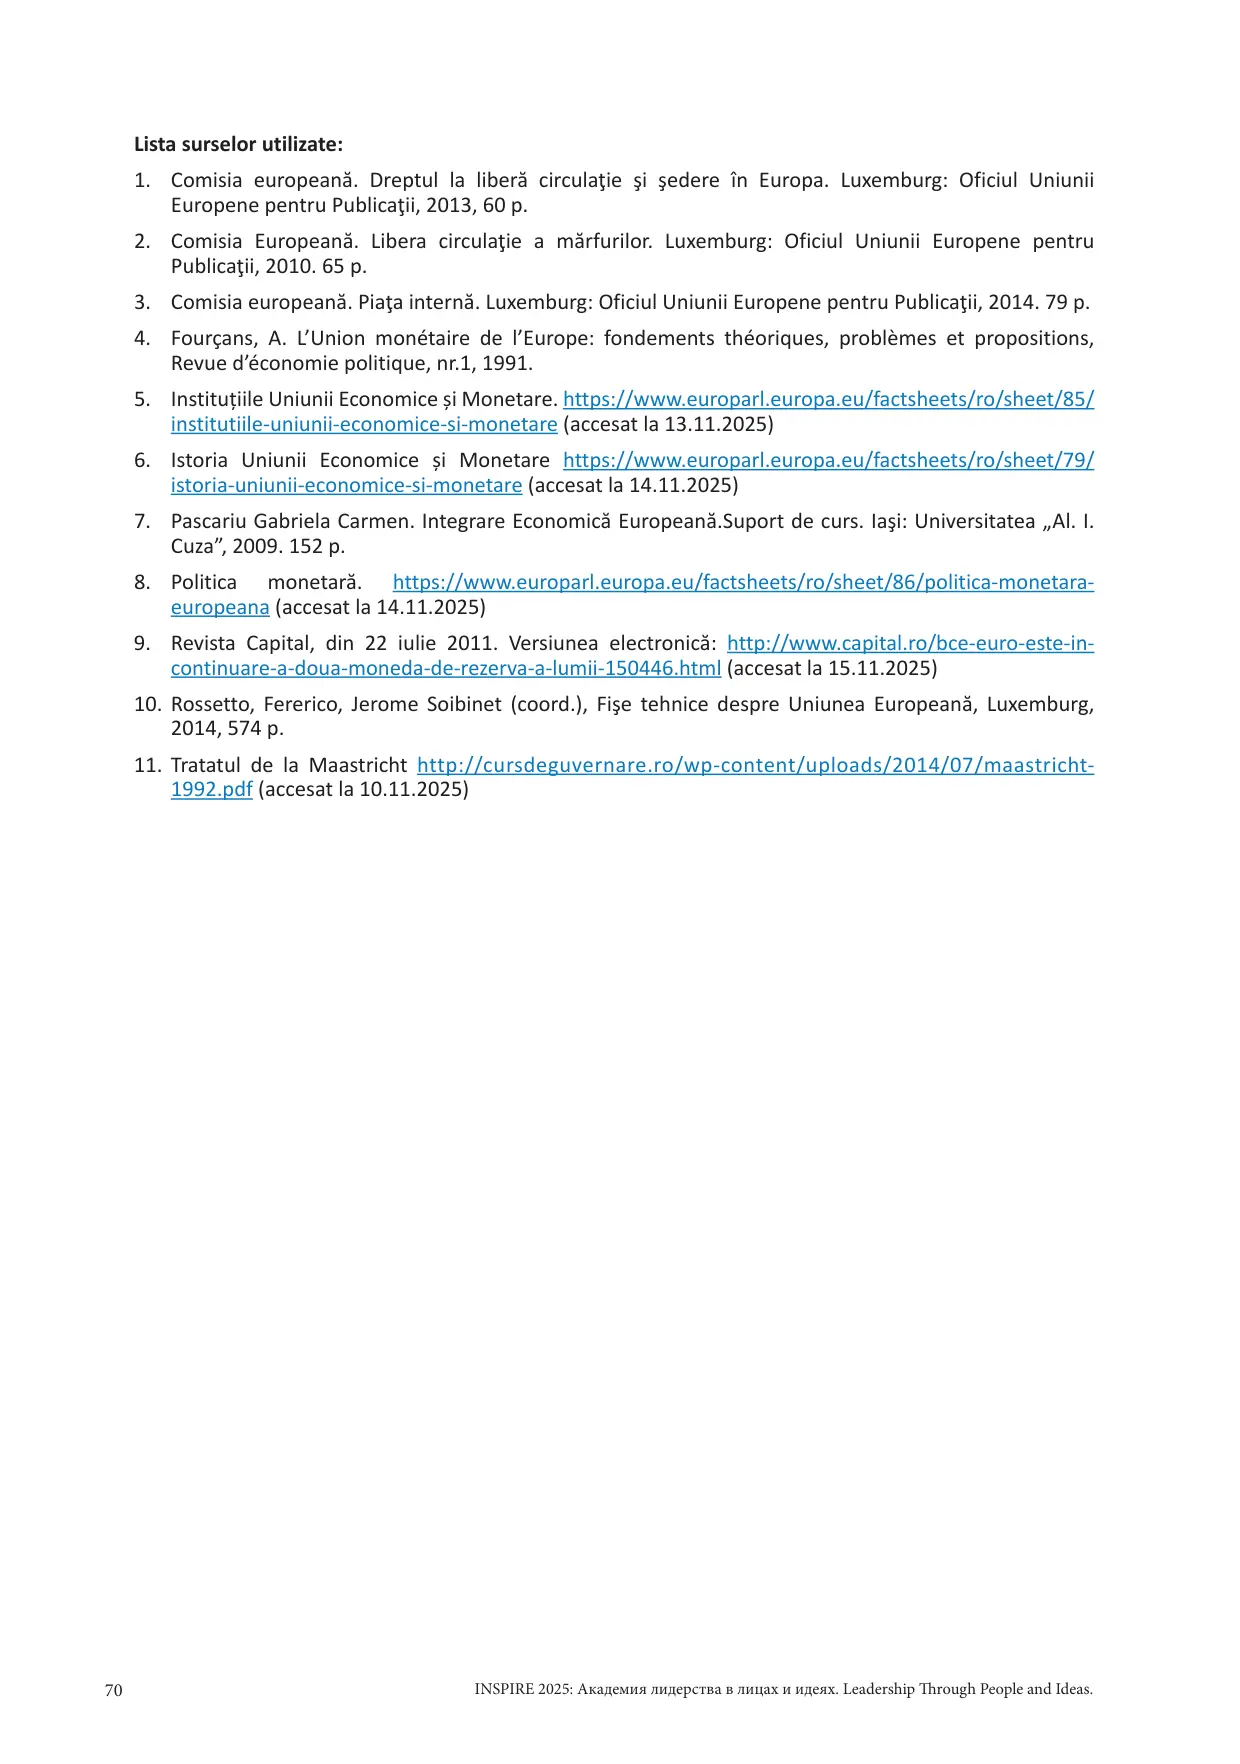 Lista surselor utilizate:
1. Comisia europeană. Dreptul la liberă circulaţie şi şedere în Europa. Luxemburg: Oficiul Uniunii
Europene pentru Publicaţii, 2013, 60 p.
2. Comisia Europeană. Libera circulaţie a mărfurilor. Luxemburg: Oficiul Uniunii Europene pentru
Publicaţii, 2010. 65 p.
3. Comisia europeană. Piaţa internă. Luxemburg: Oficiul Uniunii Europene pentru Publicaţii, 2014. 79 p.
4. Fourçans, A. L’Union monétaire de l’Europe: fondements théoriques, problèmes et propositions,
Revue d’économie politique, nr.1, 1991.
5. Instituțiile Uniunii Economice și Monetare. https://www.europarl.europa.eu/factsheets/ro/sheet/85/
institutiile-uniunii-economice-si-monetare (accesat la 13.11.2025)
6. Istoria Uniunii Economice și Monetare https://www.europarl.europa.eu/factsheets/ro/sheet/79/
istoria-uniunii-economice-si-monetare (accesat la 14.11.2025)
7. Pascariu Gabriela Carmen. Integrare Economică Europeană.Suport de curs. Iaşi: Universitatea „Al. I.
Cuza”, 2009. 152 p.
8. Politica monetară. https://www.europarl.europa.eu/factsheets/ro/sheet/86/politica-monetara-
europeana (accesat la 14.11.2025)
9. Revista Capital, din 22 iulie 2011. Versiunea electronică: http://www.capital.ro/bce-euro-este-in-
continuare-a-doua-moneda-de-rezerva-a-lumii-150446.html (accesat la 15.11.2025)
10. Rossetto, Fererico, Jerome Soibinet (coord.), Fişe tehnice despre Uniunea Europeană, Luxemburg,
2014, 574 p.
11. Tratatul de la Maastricht http://cursdeguvernare.ro/wp-content/uploads/2014/07/maastricht-
1992.pdf (accesat la 10.11.2025)
70
INSPIRE 2025: Академия лидерства в лицах и идеях. Leadership Through People and Ideas.